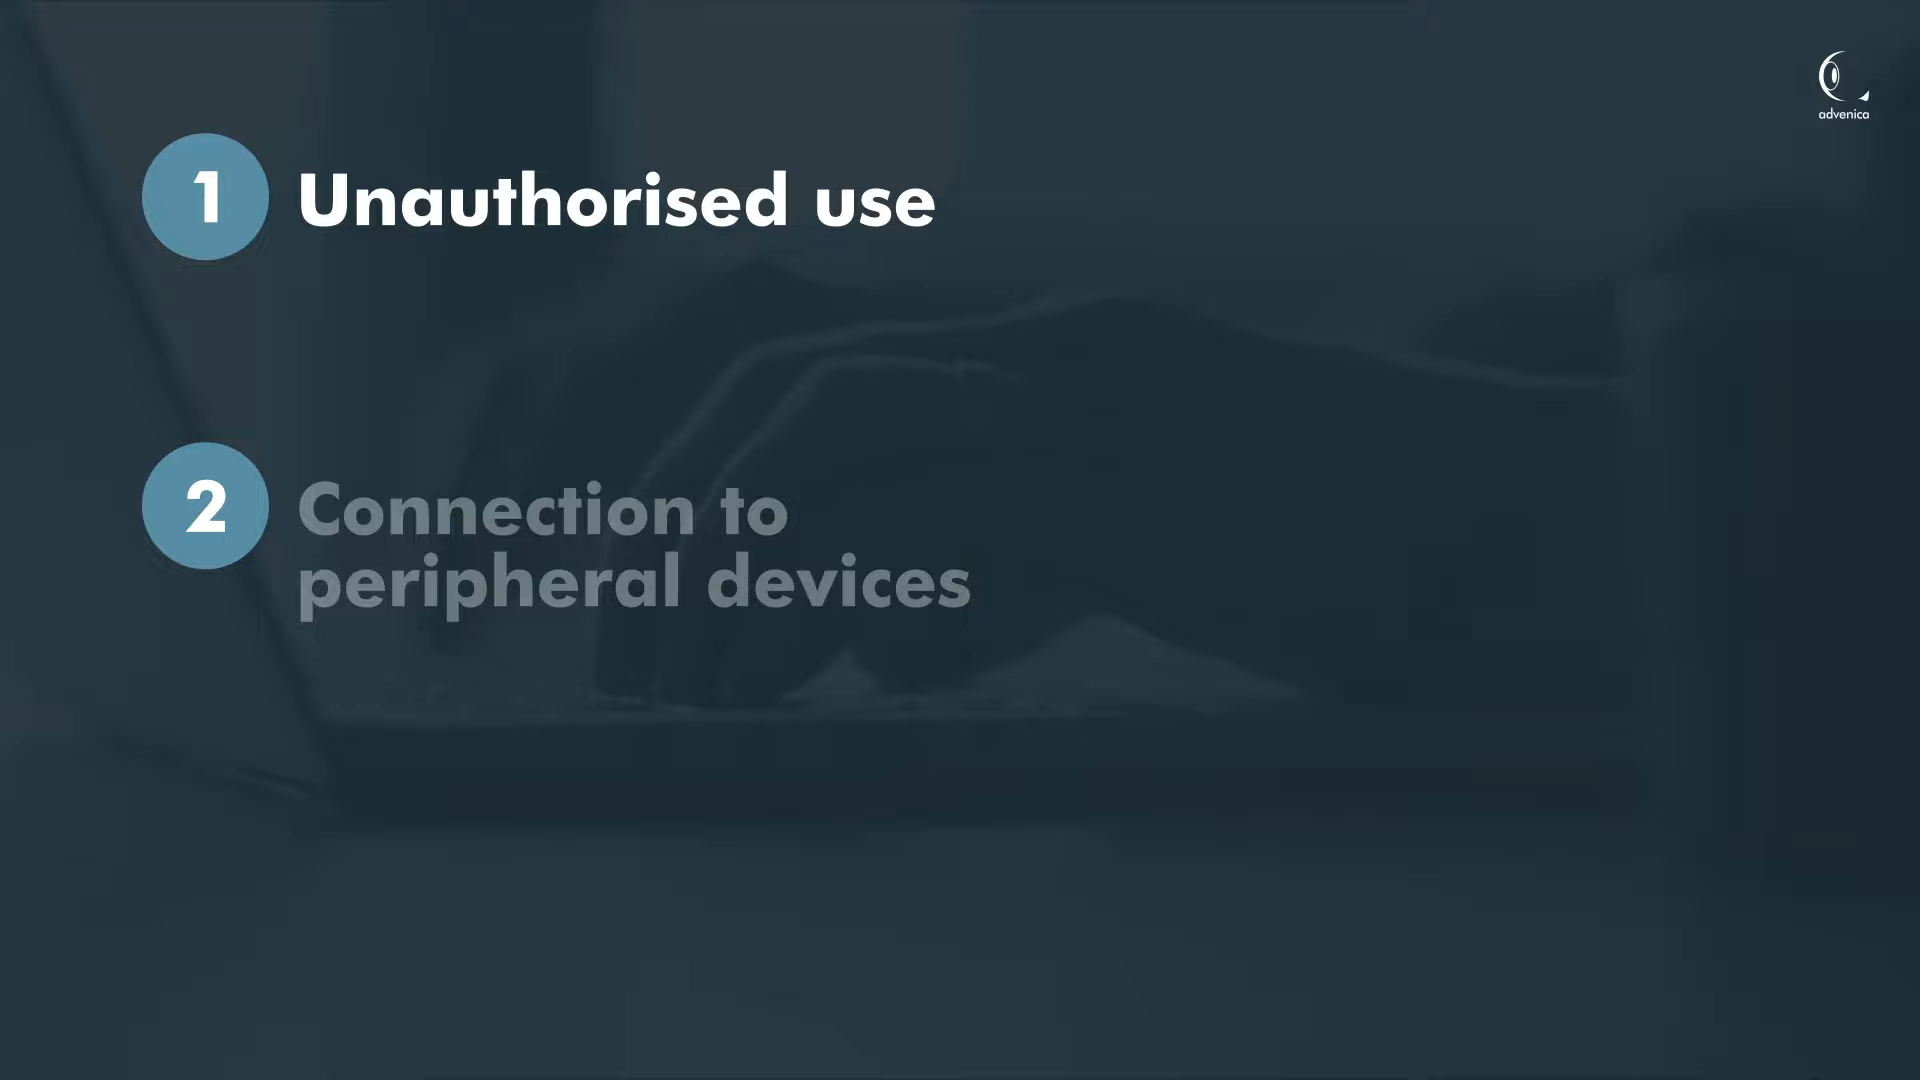 advenica
1 Unauthorised use
2 Connection to
peripheral devices